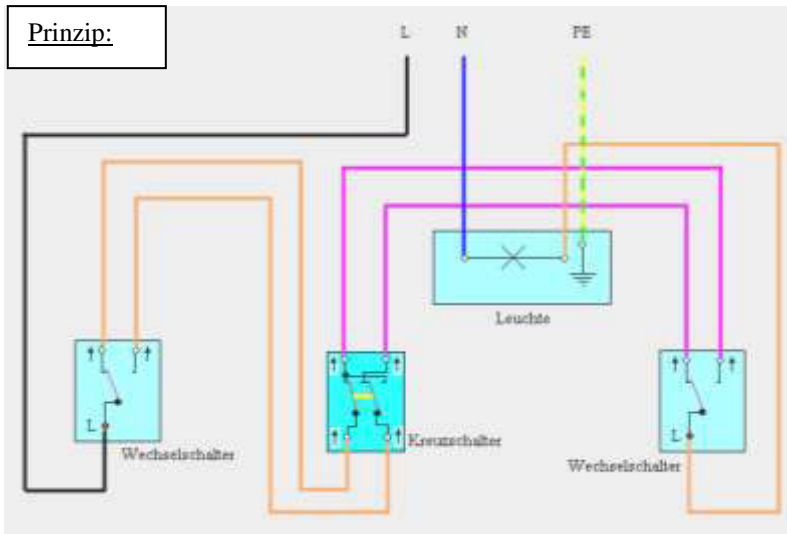 Prinzip:
L N PE
Leuchte
L
Wechselschalter
Kreuzschalter
L
Wechselschalter